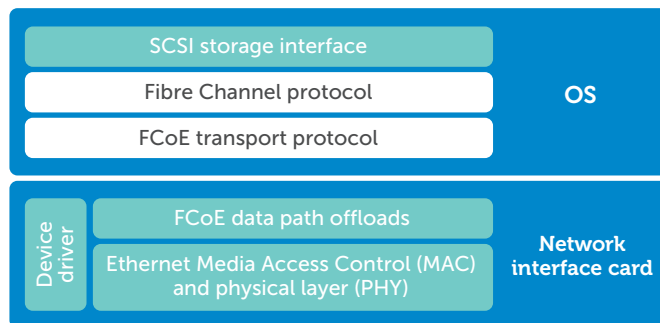 SCSI storage interface
Fibre Channel protocol
FCoE transport protocol
OS
Device
driver
FCoE data path offloads
Ethernet Media Access Control (MAC)
and physical layer (PHY)
Network
interface card